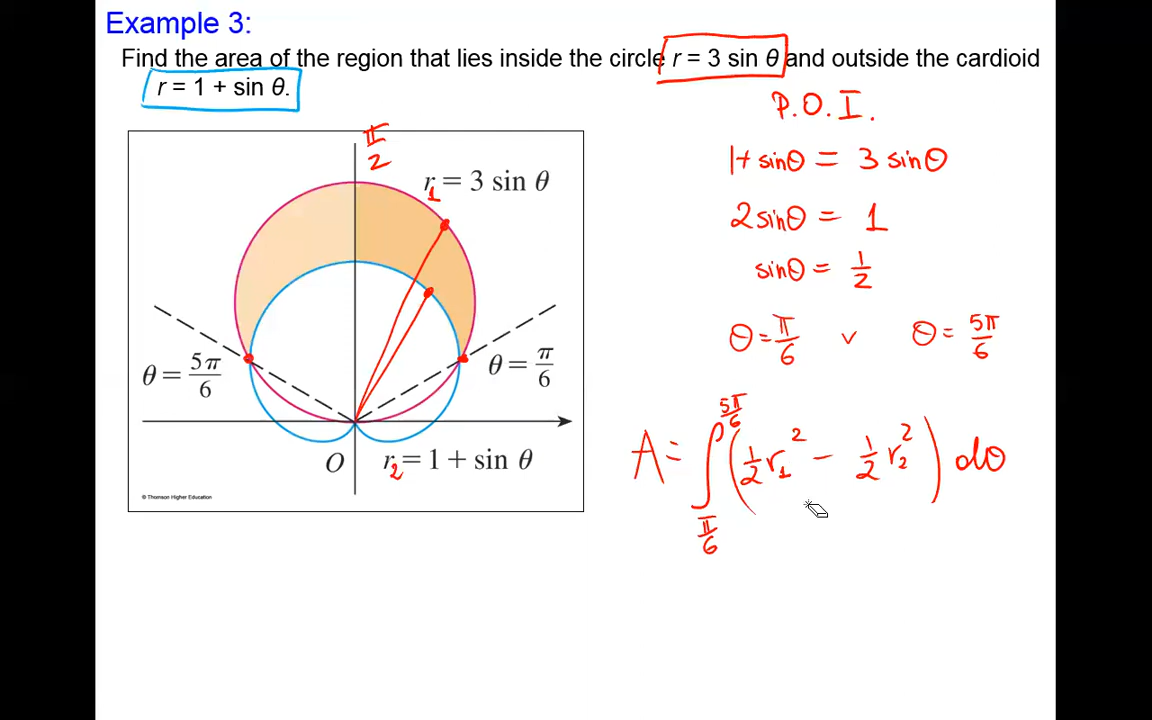 Example 3:
Find the area of the region that lies inside the circle r = 3 sin θ and outside the cardioid
r = 1 + sin θ.
P.O.I.
1 + sinθ = 3 sinθ
2 sinθ = 1
sinθ = 1/2
θ = π/6 v θ = 5π/6
A = ∫_{π/6}^{5π/6} (1/2 r₁² − 1/2 r₂²) dθ
π/2
r₁ = 3 sin θ
θ = 5π/6
θ = π/6
O
r₂ = 1 + sin θ
© Thomson Higher Education